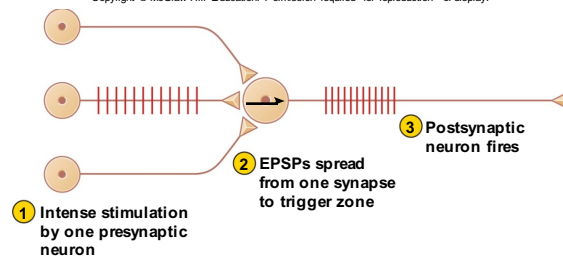 3 Postsynaptic
neuron fires
2 EPSPs spread
from one synapse
to trigger zone
1 Intense stimulation
by one presynaptic
neuron